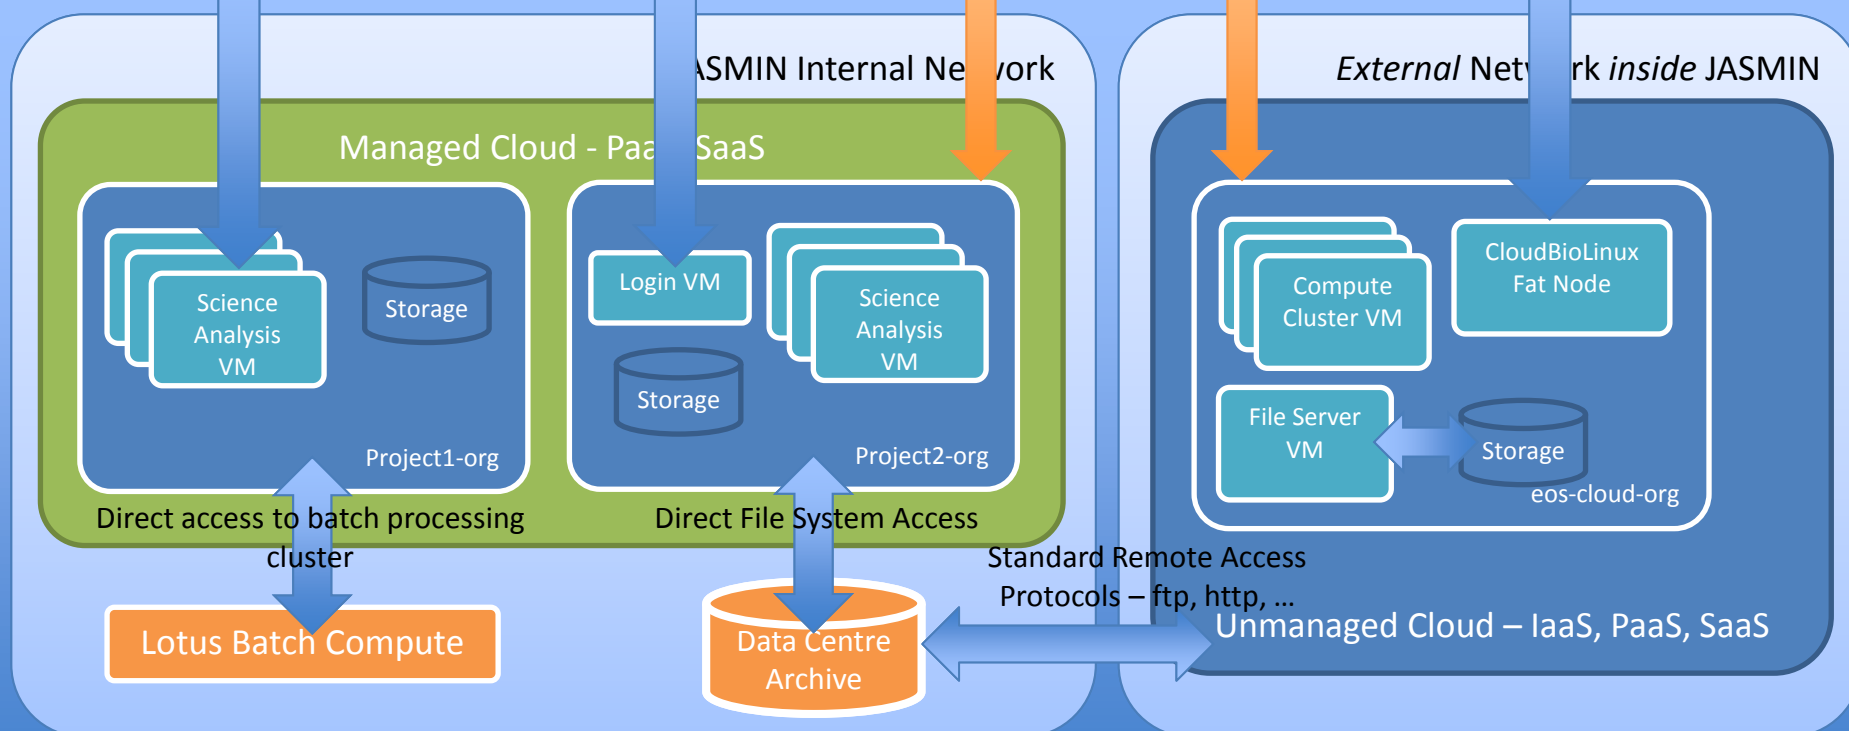 ASMIN Internal Ne ork
External Net rk inside JASMIN
Managed Cloud - Paa SaaS
Science
Analysis
VM
Storage
Project1-org
Login VM
Storage
Science
Analysis
VM
Project2-org
Compute
Cluster VM
CloudBioLinux
Fat Node
File Server
VM
Storage
eos-cloud-org
Direct access to batch processing
cluster
Direct File System Access
Standard Remote Access
Protocols – ftp, http, ...
Unmanaged Cloud – IaaS, PaaS, SaaS
Lotus Batch Compute
Data Centre
Archive